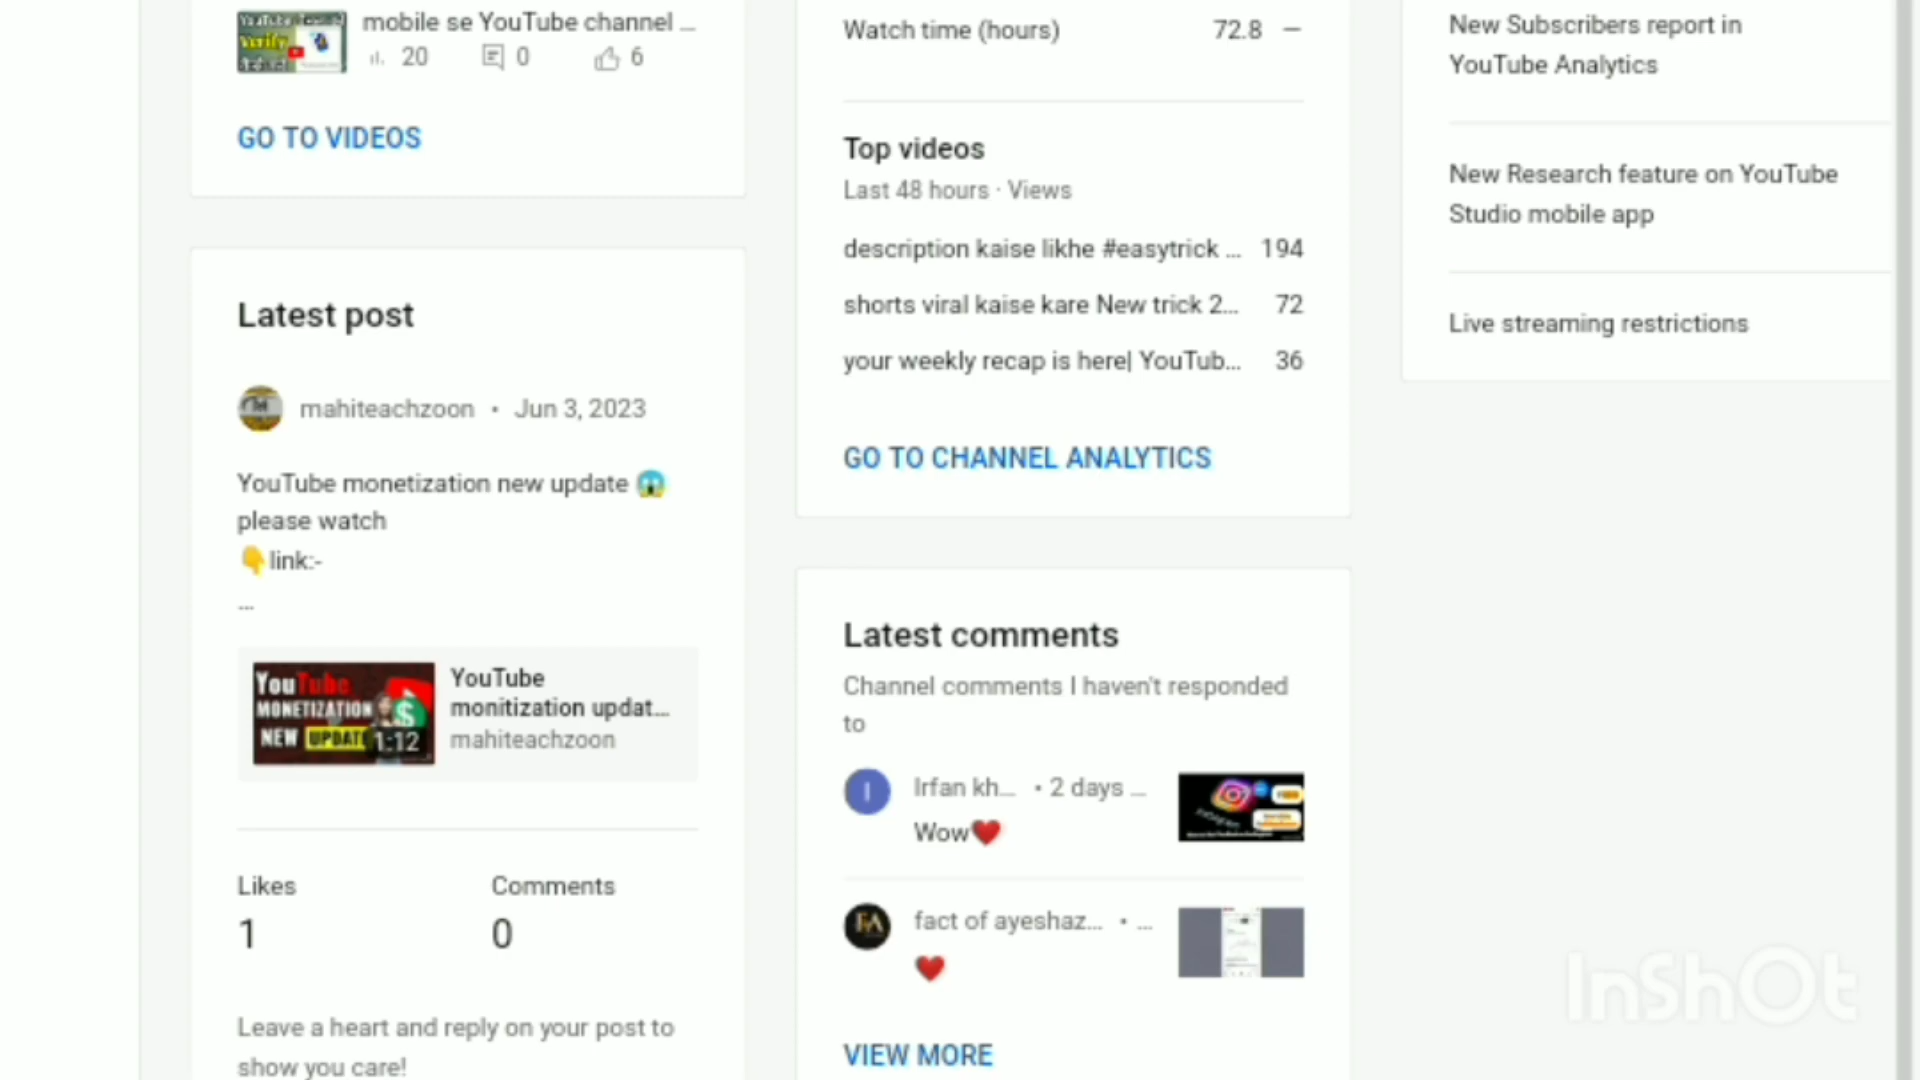 mobile se YouTube channel ...
20 0 6
GO TO VIDEOS
Latest post
mahiteachzoon • Jun 3, 2023
YouTube monetization new update 😱
please watch
👇link:-
...
YouTube
MONETIZATION
NEW UPDATE
1:12
YouTube
monitization updat...
mahiteachzoon
Likes
Comments
1
0
Leave a heart and reply on your post to
show you care!
Watch time (hours) 72.8 —
Top videos
Last 48 hours · Views
description kaise likhe #easytrick ... 194
shorts viral kaise kare New trick 2... 72
your weekly recap is here| YouTub... 36
GO TO CHANNEL ANALYTICS
Latest comments
Channel comments I haven't responded
to
I
Irfan kh... • 2 days ...
Wow❤️
FA
fact of ayeshaz... • ...
❤️
VIEW MORE
New Subscribers report in
YouTube Analytics
New Research feature on YouTube
Studio mobile app
Live streaming restrictions
InShOt